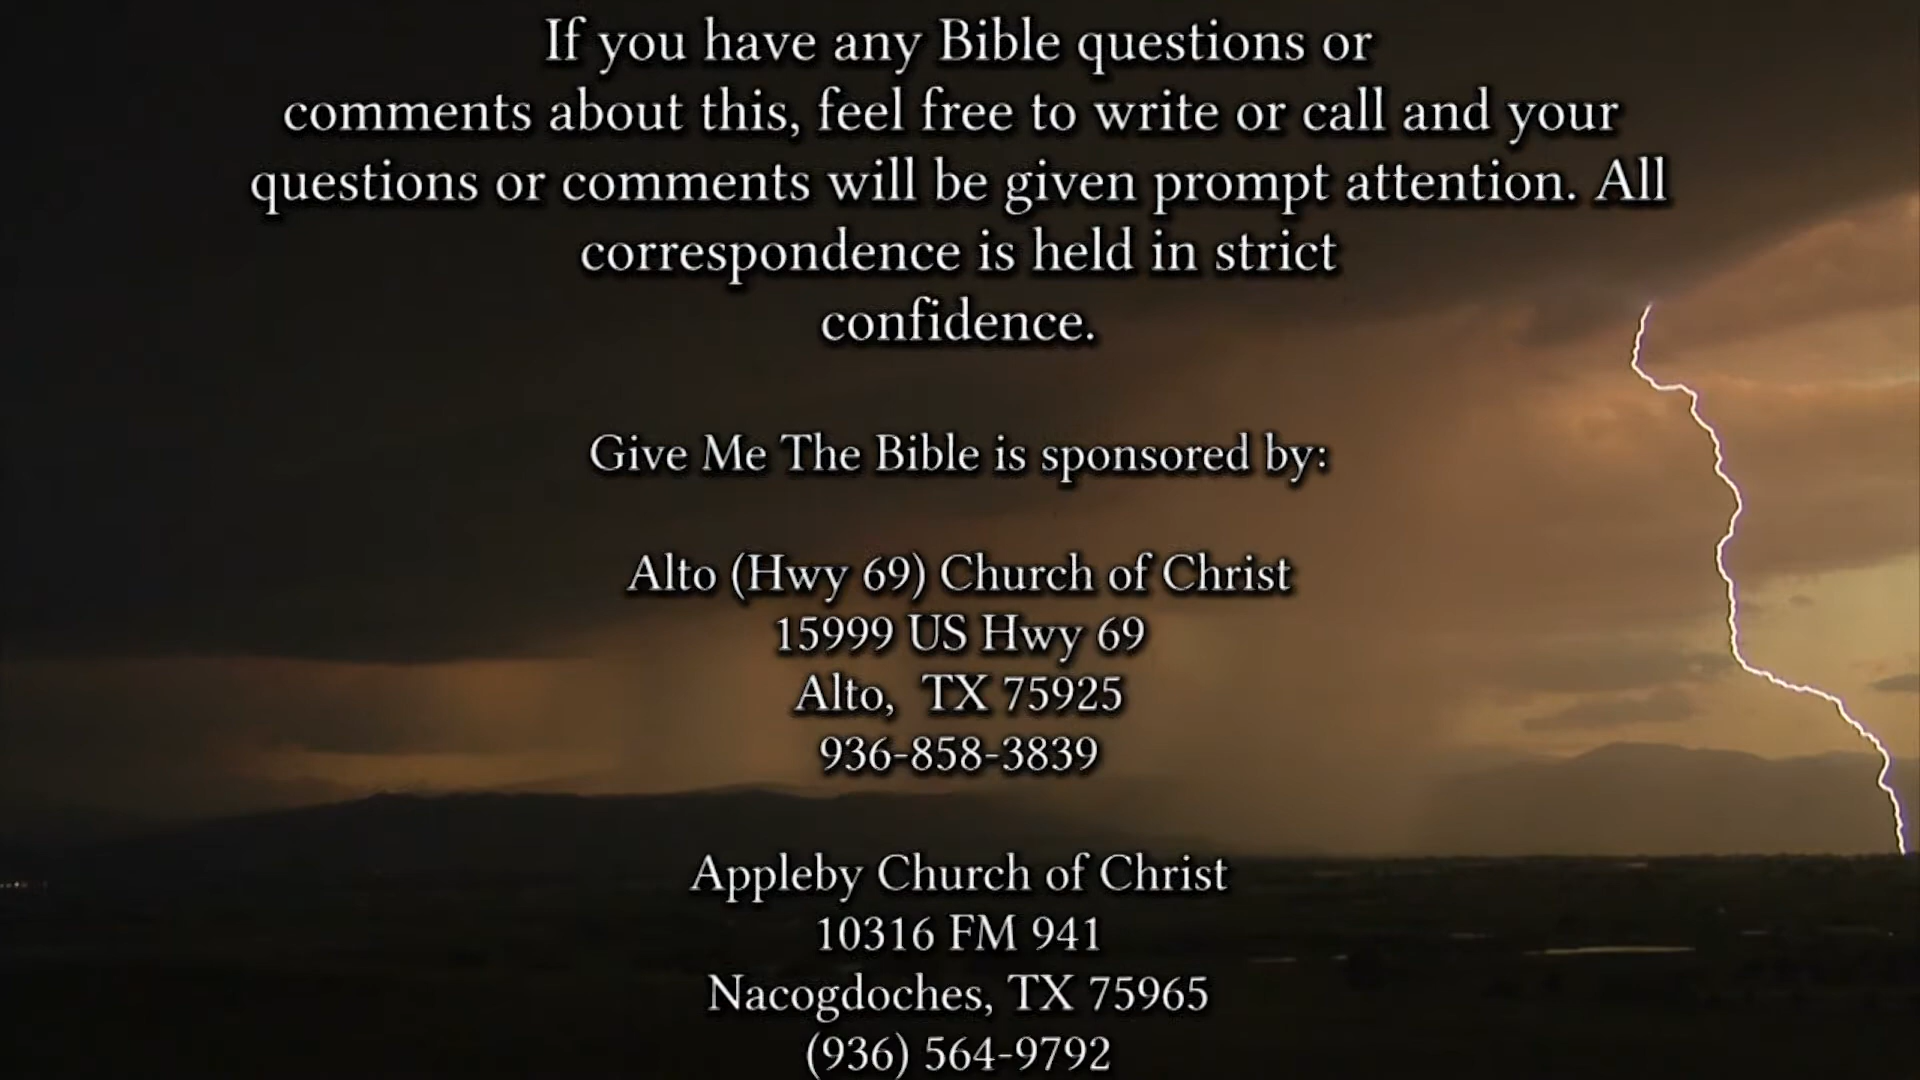 If you have any Bible questions or
comments about this, feel free to write or call and your
questions or comments will be given prompt attention. All
correspondence is held in strict
confidence.
Give Me The Bible is sponsored by:
Alto (Hwy 69) Church of Christ
15999 US Hwy 69
Alto, TX 75925
936-858-3839
Appleby Church of Christ
10316 FM 941
Nacogdoches, TX 75965
(936) 564-9792